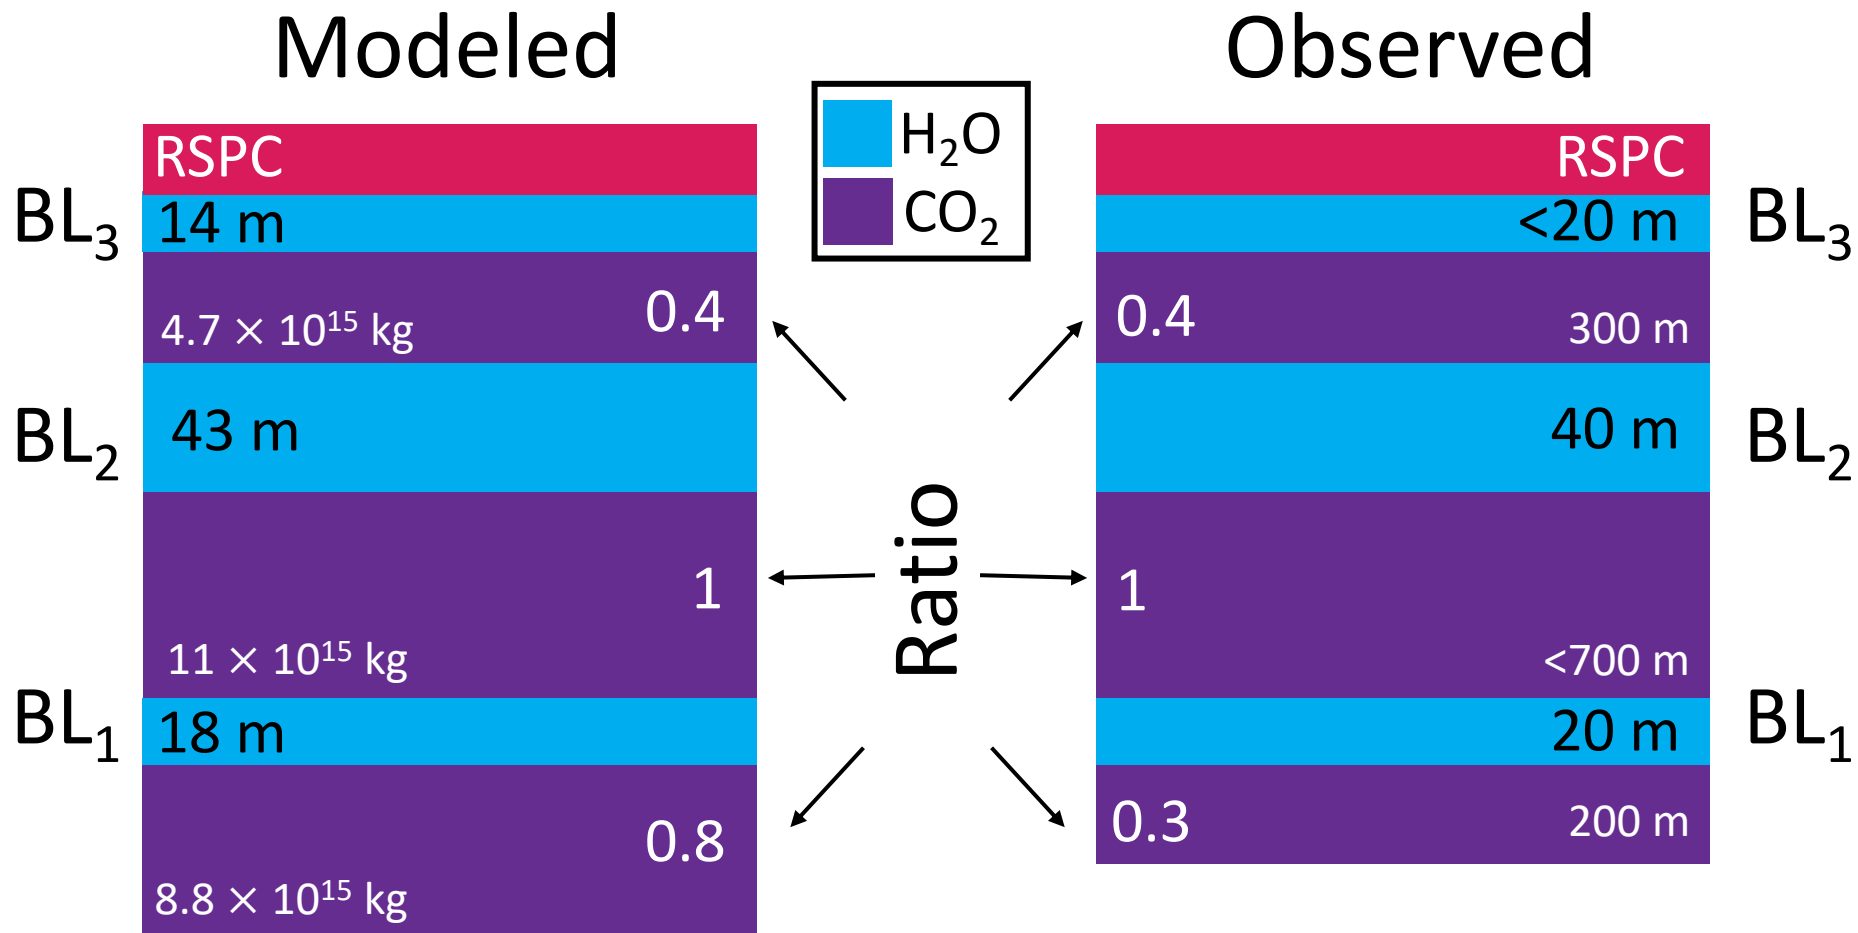 Modeled
Observed
H₂O
CO₂
RSPC
RSPC
BL₃
14 m
<20 m
BL₃
4.7 × 10¹⁵ kg
0.4
0.4
300 m
BL₂
43 m
40 m
BL₂
Ratio
1
1
11 × 10¹⁵ kg
<700 m
BL₁
18 m
20 m
BL₁
0.8
0.3
200 m
8.8 × 10¹⁵ kg